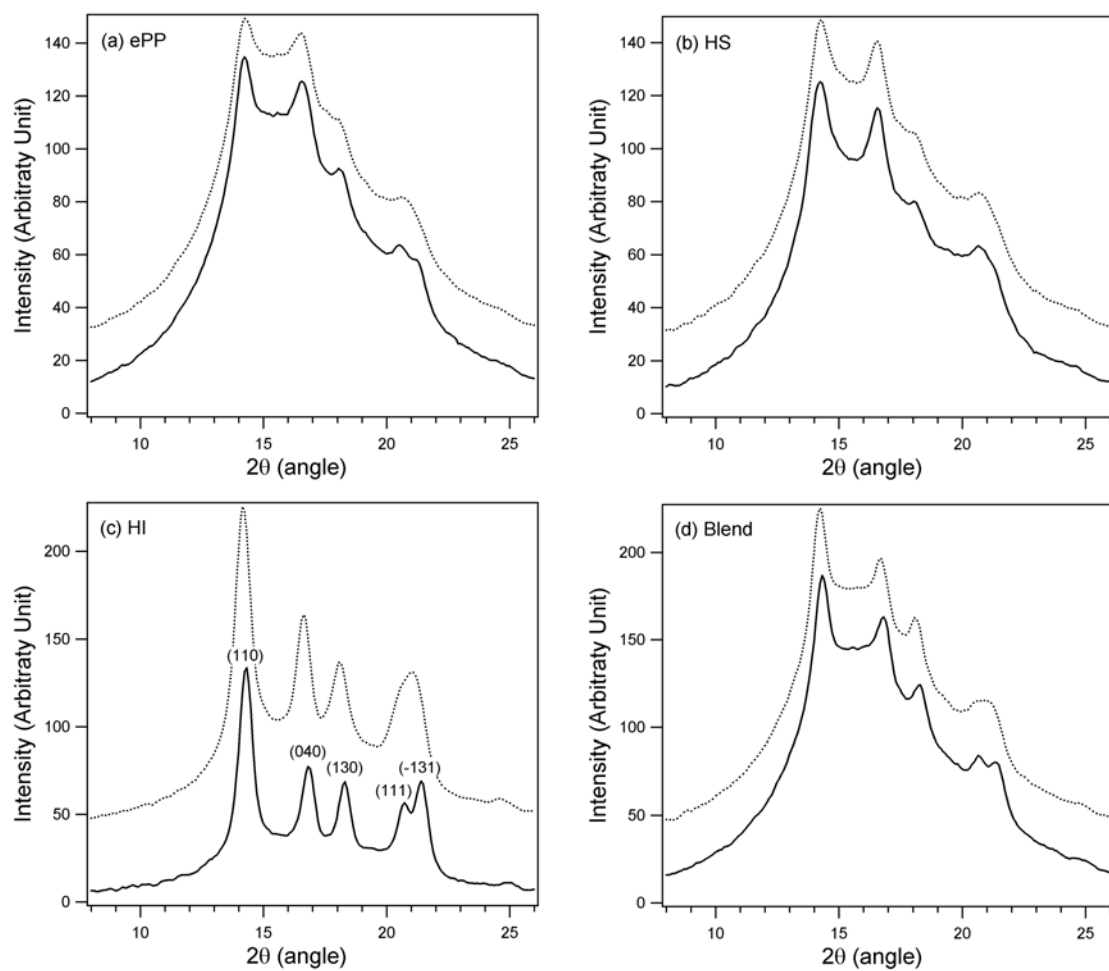 (a) ePP
Intensity (Arbitraty Unit)
140
120
100
80
60
40
20
0
10 15 20 25
2θ (angle)
(b) HS
Intensity (Arbitraty Unit)
140
120
100
80
60
40
20
0
10 15 20 25
2θ (angle)
(c) HI
Intensity (Arbitraty Unit)
200
150
100
50
0
(110)
(040)
(130)
(111)
(-131)
10 15 20 25
2θ (angle)
(d) Blend
Intensity (Arbitraty Unit)
200
150
100
50
0
10 15 20 25
2θ (angle)